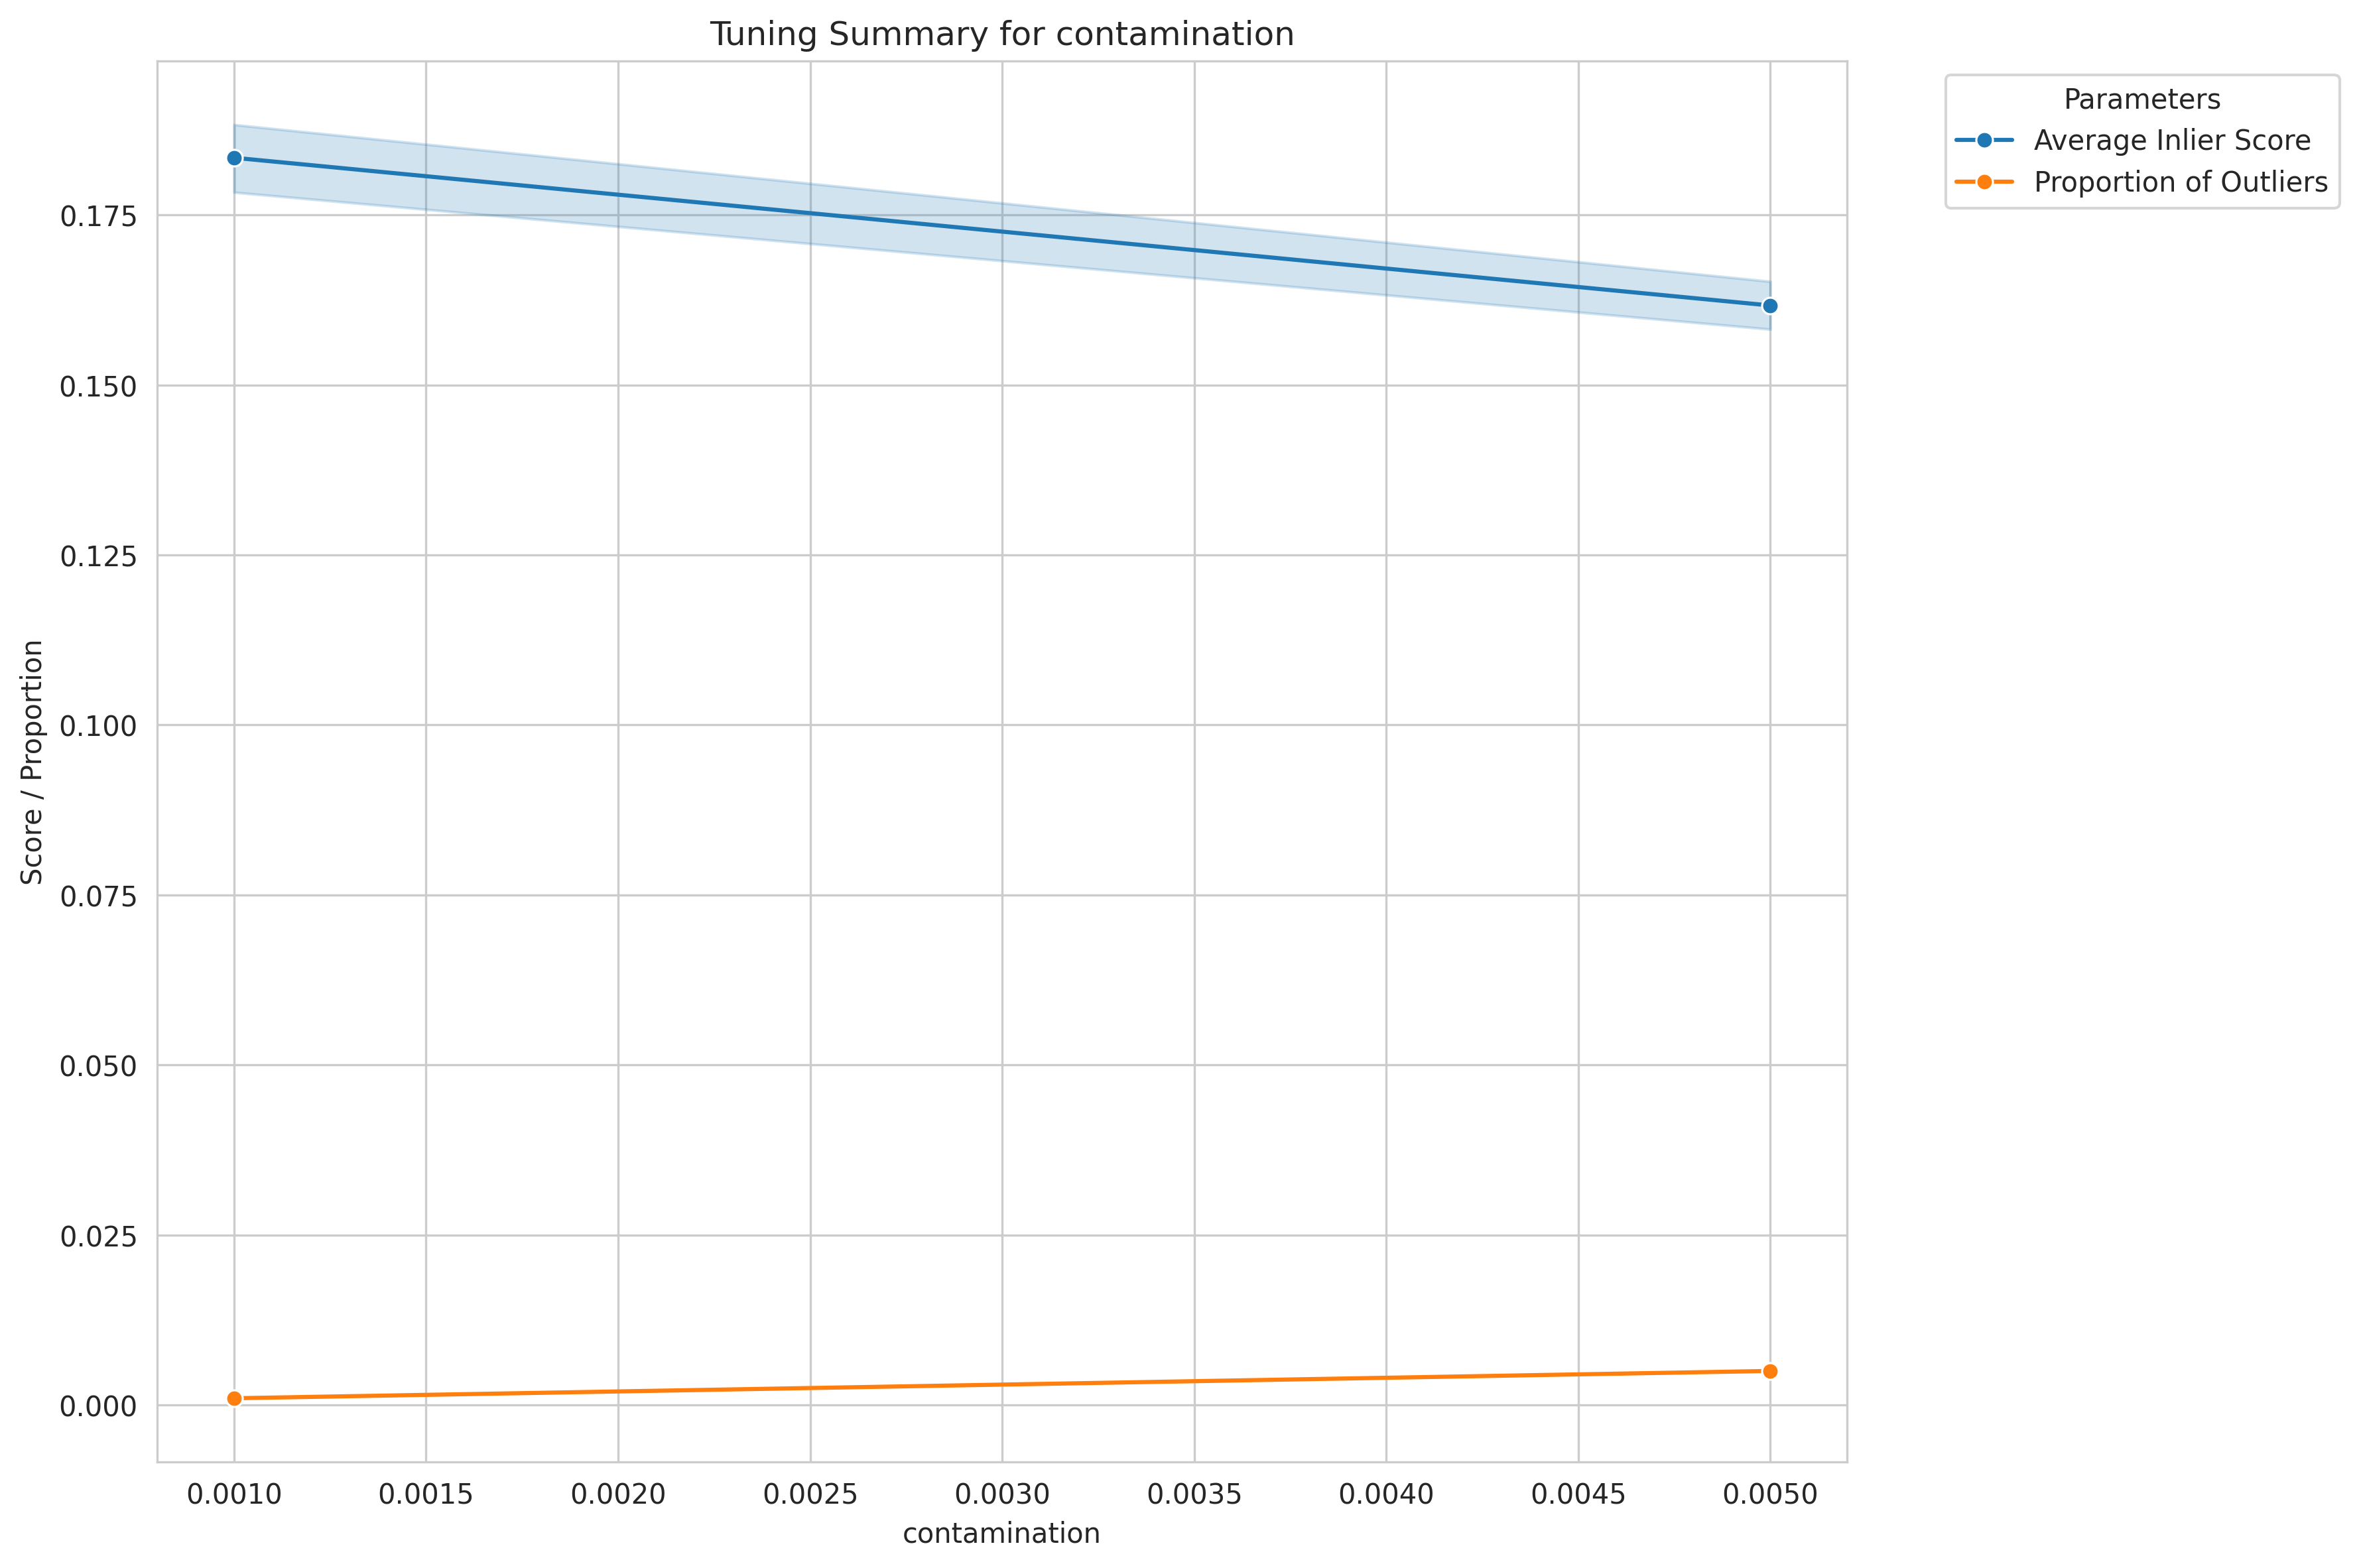 Tuning Summary for contamination
Parameters
Average Inlier Score
Proportion of Outliers
Score / Proportion
0.175
0.150
0.125
0.100
0.075
0.050
0.025
0.000
0.0010 0.0015 0.0020 0.0025 0.0030 0.0035 0.0040 0.0045 0.0050
contamination